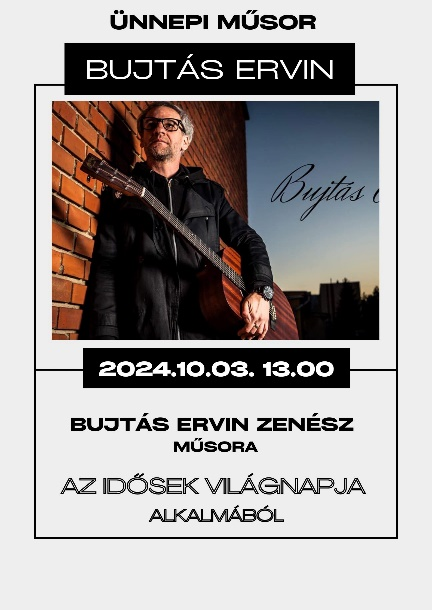 ÜNNEPI MŰSOR
BUJTÁS ERVIN
Bujtás
2024.10.03. 13.00
BUJTÁS ERVIN ZENÉSZ
MŰSORA
AZ IDŐSEK VILÁGNAPJA
ALKALMÁBÓL